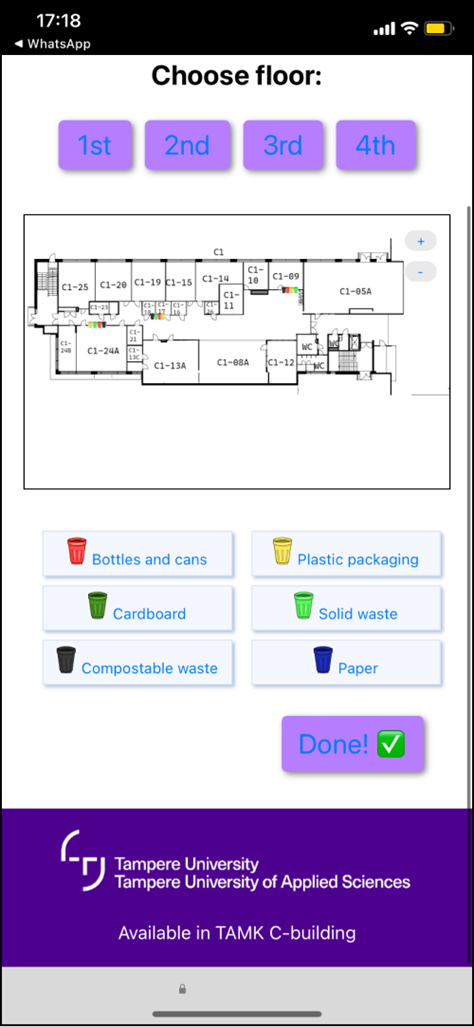 17:18
◀ WhatsApp
Choose floor:
1st 2nd 3rd 4th
C1
+
-
C1-25 C1-20 C1-19 C1-15 C1-14 C1-10 C1-09
C1-05A
C1-23
C1-11
C1-24B C1-24A C1-21
C1-13A C1-08A C1-12
WC
WC
WC
Bottles and cans
Plastic packaging
Cardboard
Solid waste
Compostable waste
Paper
Done! ✅
Tampere University
Tampere University of Applied Sciences
Available in TAMK C-building